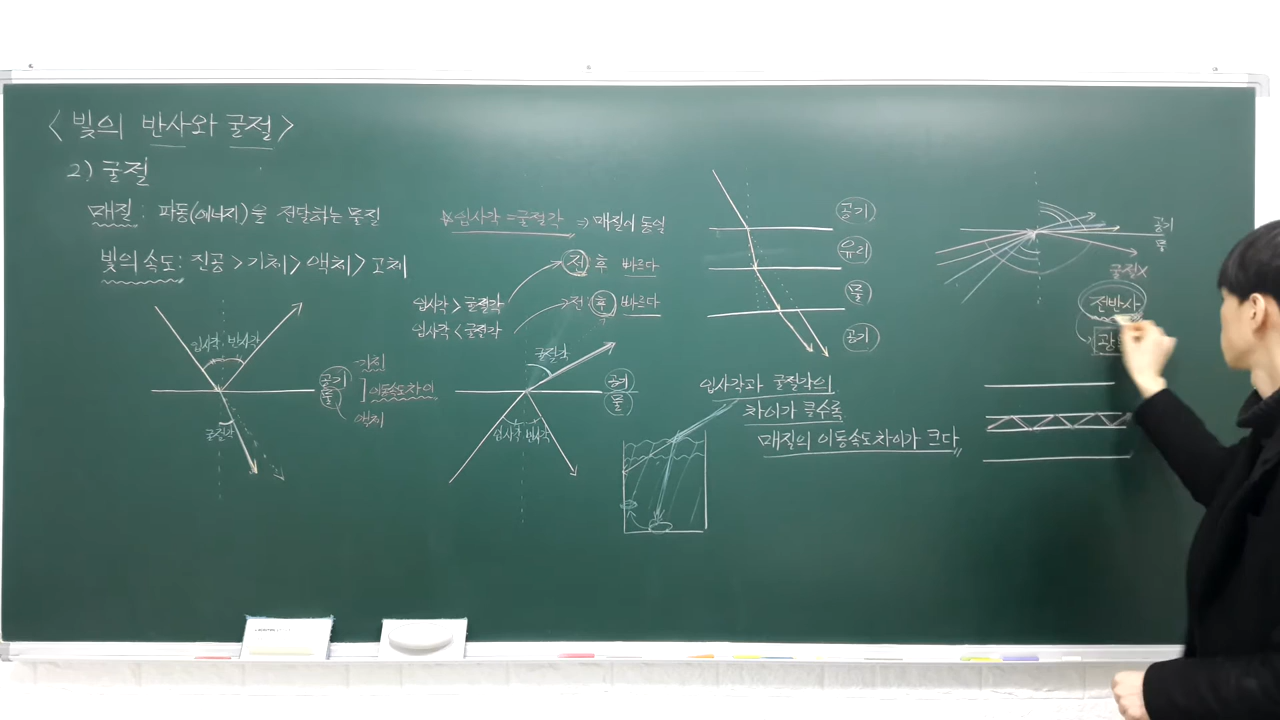 <빛의 반사와 굴절>
2) 굴절
매질: 파동(에너지)을 전달하는 물질
빛의 속도: 진공 > 기체 > 액체 > 고체
입사각 반사각
굴절각
공기
물
기체
이동속도차이
액체
※입사각=굴절각 ⇒ 매질이 동일
입사각 > 굴절각
전 후 빠르다
입사각 < 굴절각
전 후 빠르다
굴절각
공기
물
입사각 반사각
공기
유리
물
공기
입사각과 굴절각의
차이가 클수록
매질의 이동속도차이가 크다
공기
물
굴절X
전반사